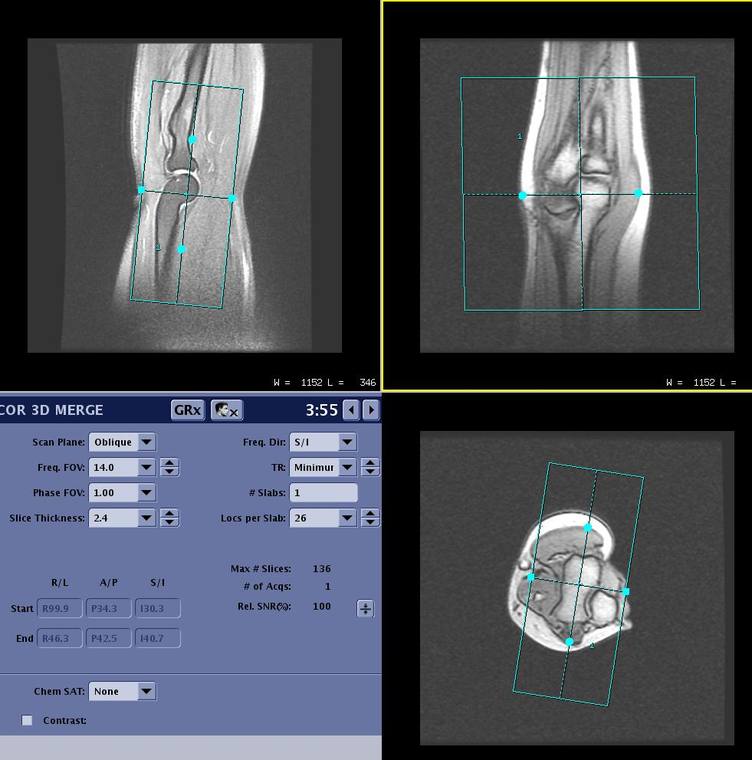 1
1
W = 1152 L = 346
W = 1152 L =
COR 3D MERGE GRx x 3:55
Scan Plane: Oblique Freq. Dir: S/I
Freq. FOV: 14.0 TR: Minimur
Phase FOV: 1.00 # Slabs: 1
Slice Thickness: 2.4 Locs per Slab: 26
Max # Slices: 136
# of Acqs: 1
Rel. SNR(%): 100
R/L A/P S/I
Start R99.9 P34.3 I30.3
End R46.3 P42.5 I40.7
Chem SAT: None
Contrast:
1